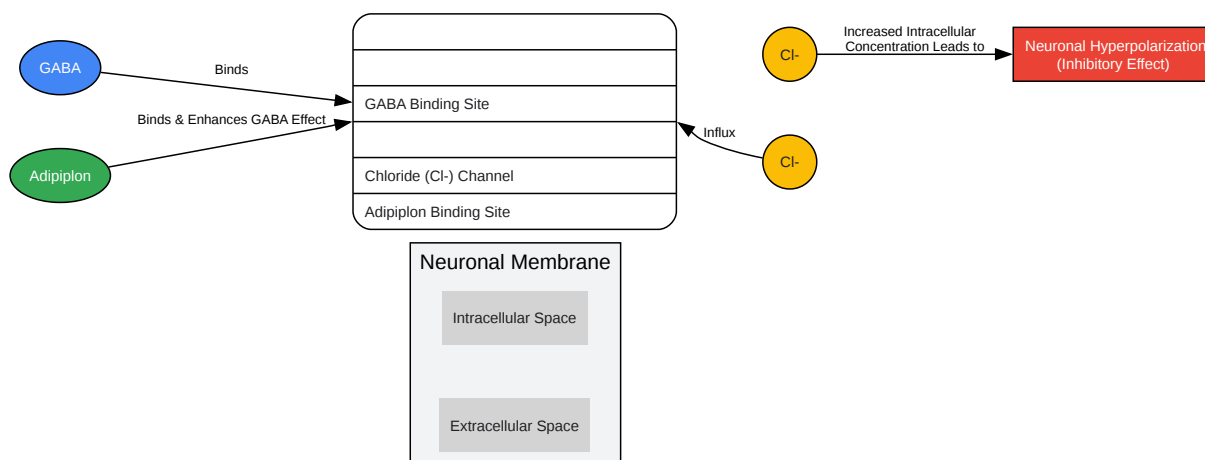 GABA
Adipiplon
Binds
Binds & Enhances GABA Effect
GABA Binding Site
Chloride (Cl-) Channel
Adipiplon Binding Site
Influx
Cl-
Increased Intracellular
Concentration Leads to
Cl-
Neuronal Hyperpolarization
(Inhibitory Effect)
Neuronal Membrane
Intracellular Space
Extracellular Space